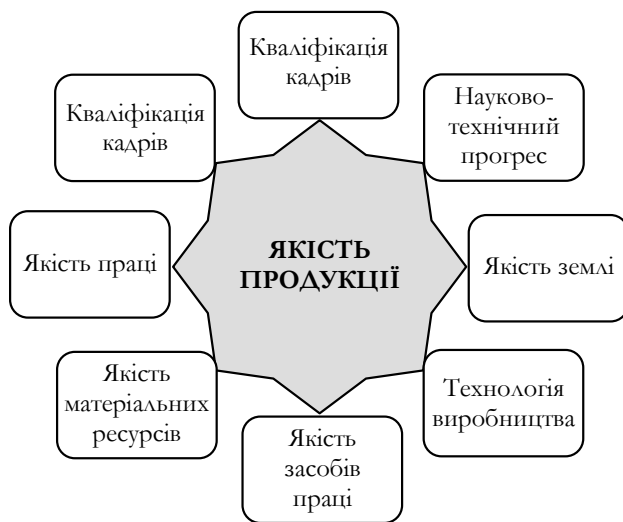 Кваліфікація
кадрів
Науково-
технічний
прогрес
Якість землі
Технологія
виробництва
Якість
засобів
праці
Якість
матеріальних
ресурсів
Якість праці
Кваліфікація
кадрів
ЯКІСТЬ
ПРОДУКЦІЇ